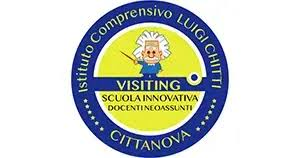 Istituto Comprensivo LUIGI CHITTI
VISITING
SCUOLA INNOVATIVA
DOCENTI NEOASSUNTI
CITTANOVA